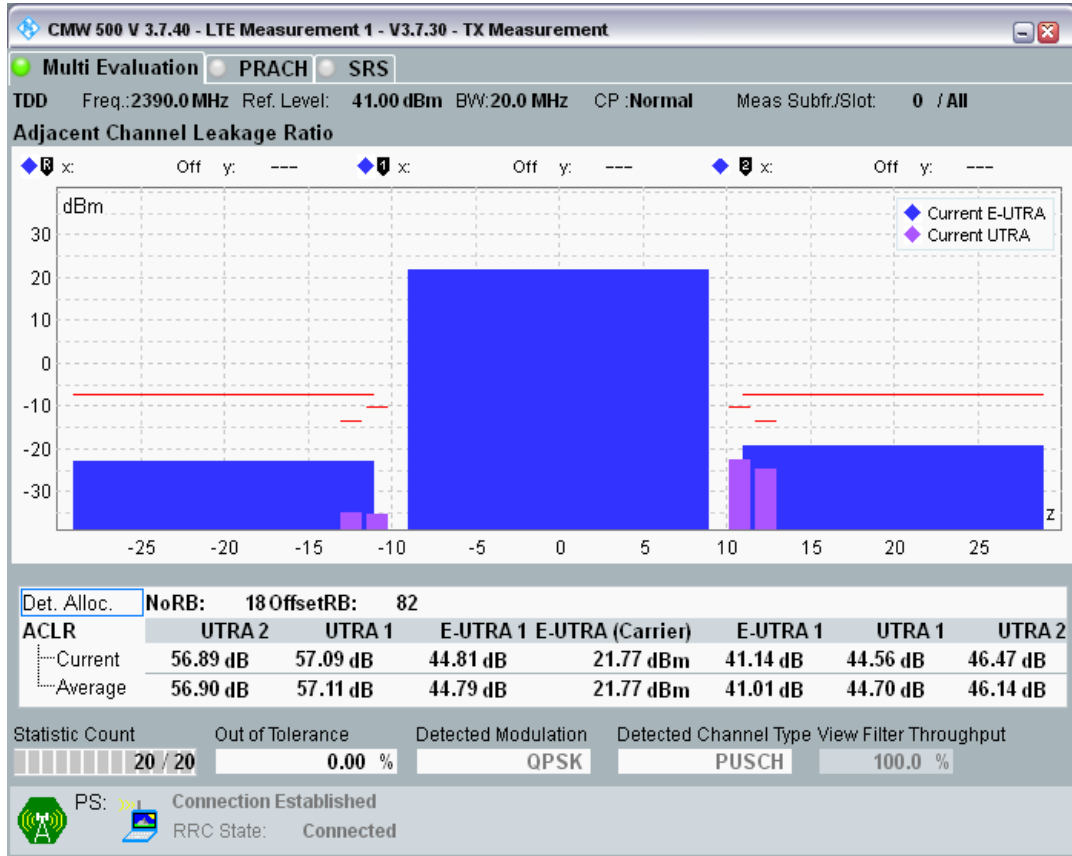 CMW 500 V 3.7.40 - LTE Measurement 1 - V3.7.30 - TX Measurement
Multi Evaluation PRACH SRS
TDD Freq.:2390.0 MHz Ref. Level: 41.00 dBm BW:20.0 MHz CP :Normal Meas Subfr./Slot: 0 / All
Adjacent Channel Leakage Ratio
R x: Off y: --- 1 x: Off y: --- 2 x: Off y: ---
dBm
Current E-UTRA
Current UTRA
30
20
10
0
-10
-20
-30
z
-25 -20 -15 -10 -5 0 5 10 15 20 25
Det. Alloc. NoRB: 18 OffsetRB: 82
ACLR UTRA 2 UTRA 1 E-UTRA 1 E-UTRA (Carrier) E-UTRA 1 UTRA 1 UTRA 2
Current 56.89 dB 57.09 dB 44.81 dB 21.77 dBm 41.14 dB 44.56 dB 46.47 dB
Average 56.90 dB 57.11 dB 44.79 dB 21.77 dBm 41.01 dB 44.70 dB 46.14 dB
Statistic Count Out of Tolerance Detected Modulation Detected Channel Type View Filter Throughput
20 / 20 0.00 % QPSK PUSCH 100.0 %
PS: Connection Established
RRC State: Connected